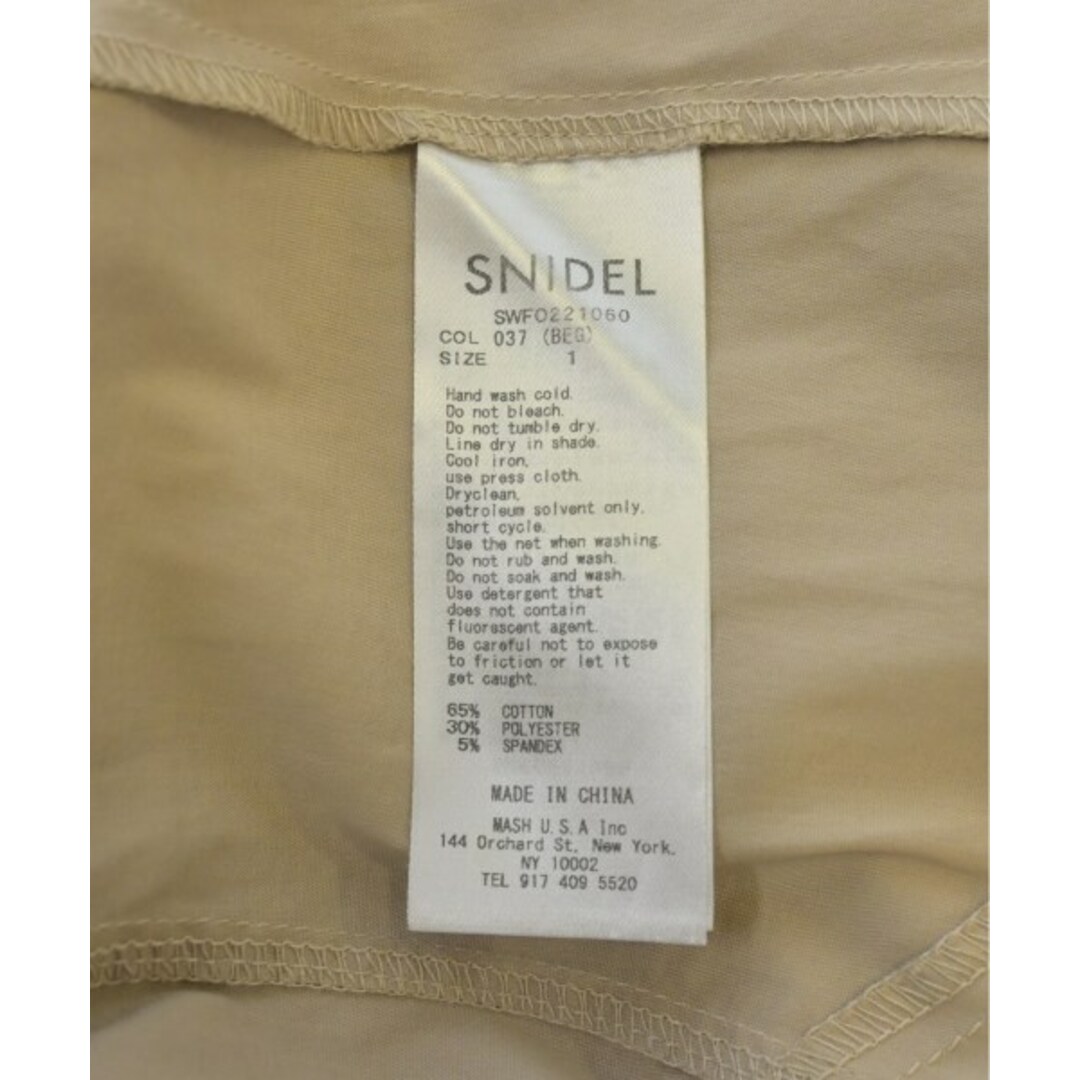 SNIDEL
SWFO221060
COL 037 (BEG)
SIZE 1
Hand wash cold.
Do not bleach.
Do not tumble dry.
Line dry in shade.
Cool iron,
use press cloth.
Dryclean,
petroleum solvent only.
short cycle.
Use the net when washing.
Do not rub and wash.
Do not soak and wash.
Use detergent that
does not contain
fluorescent agent.
Be careful not to expose
to friction or let it
get caught.
65% COTTON
30% POLYESTER
5% SPANDEX
MADE IN CHINA
MASH U.S.A Inc
144 Orchard St, New York,
NY 10002
TEL 917 409 5520